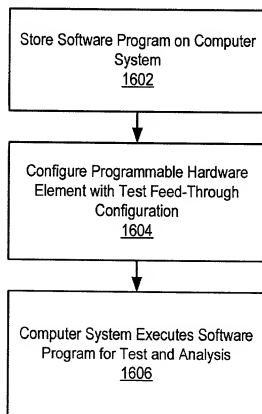 Store Software Program on Computer
System
1602
Configure Programmable Hardware
Element with Test Feed-Through
Configuration
1604
Computer System Executes Software
Program for Test and Analysis
1606